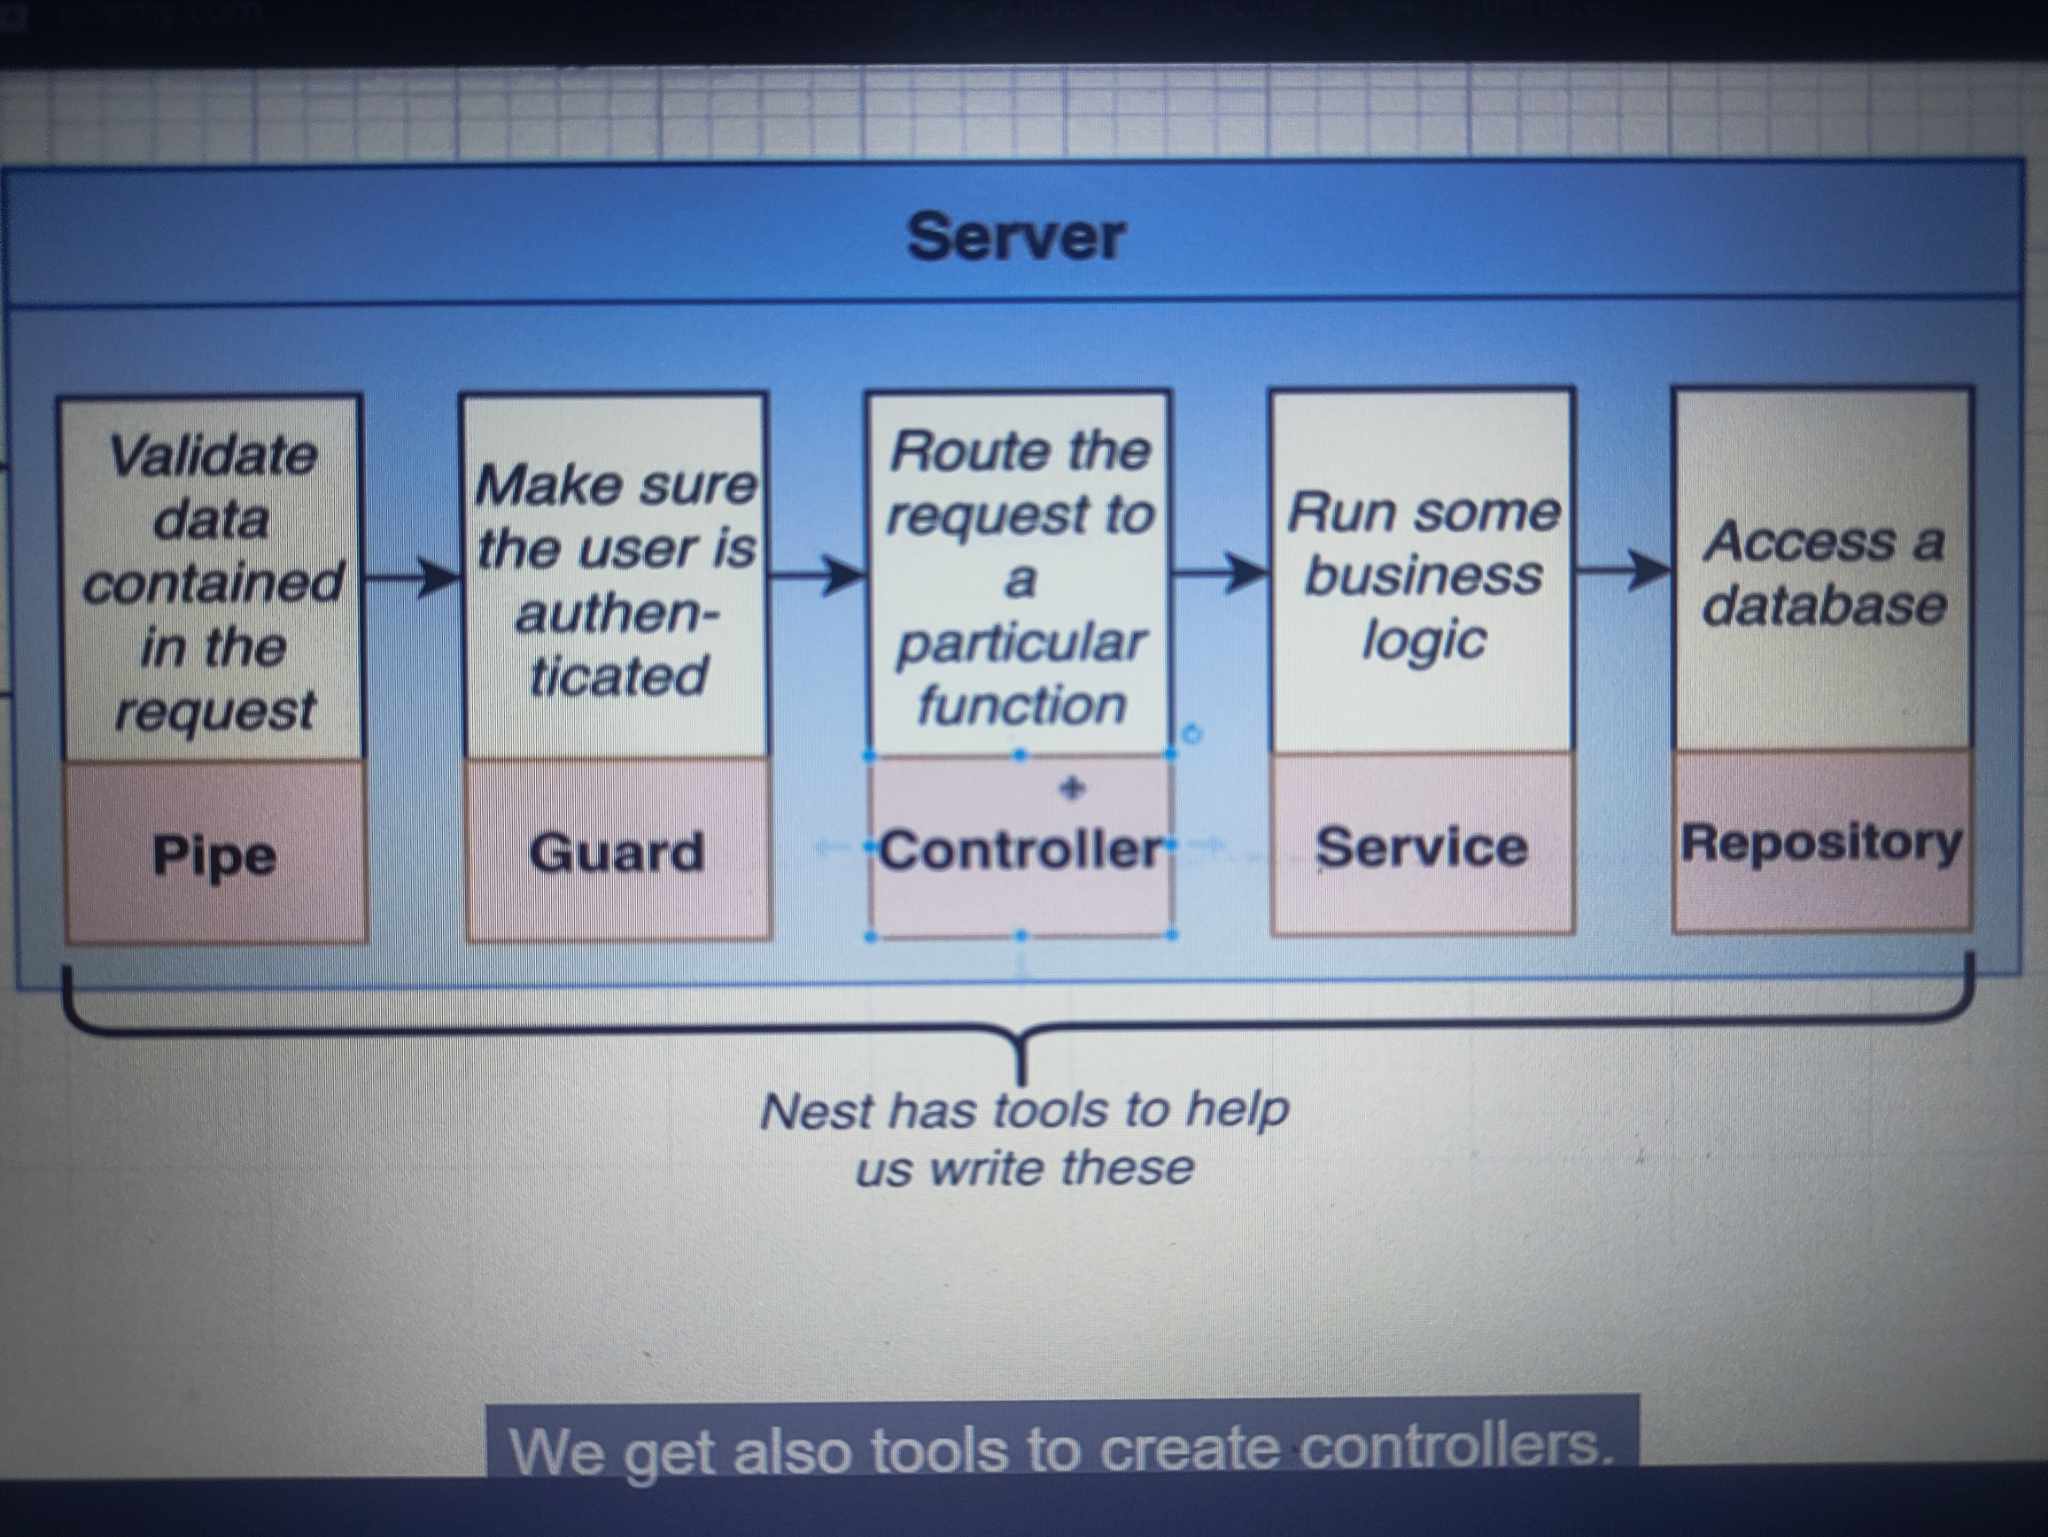 Server
Validate
data
contained
in the
request
Pipe
Make sure
the user is
authen-
ticated
Guard
Route the
request to
a
particular
function
Controller
Run some
business
logic
Service
Access a
database
Repository
Nest has tools to help
us write these
We get also tools to create controllers.